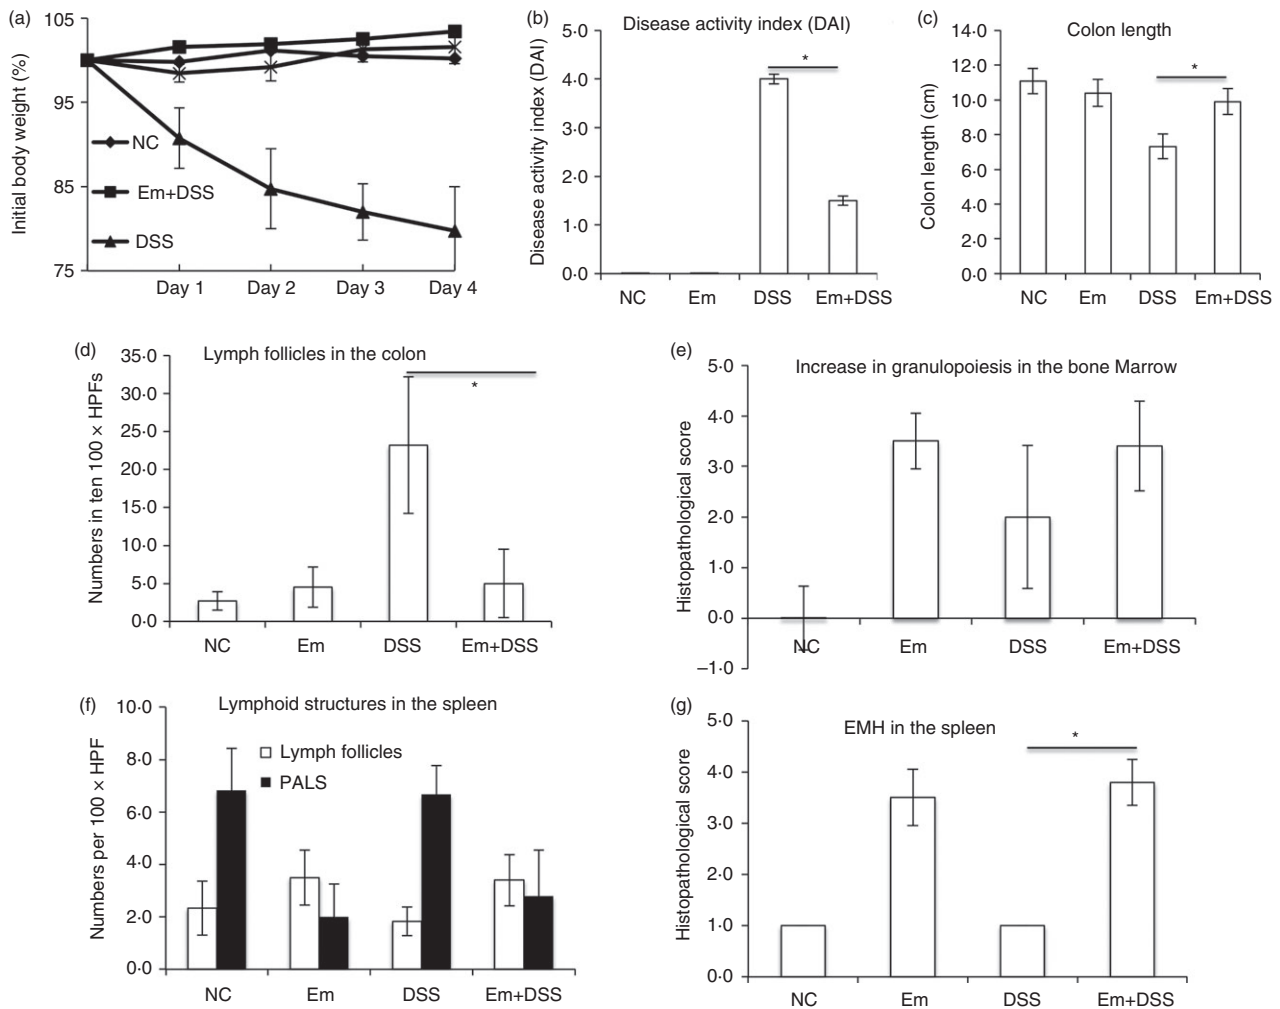 (a)
Initial body weight (%)
105
95
85
75
NC
Em+DSS
DSS
Day 1 Day 2 Day 3 Day 4
(b)
Disease activity index (DAI)
Disease activity index (DAI)
5·0
4·0
3·0
2·0
1·0
0·0
*
NC Em DSS Em+DSS
(c)
Colon length
Colon length (cm)
14·0
12·0
10·0
8·0
6·0
4·0
2·0
0·0
*
NC Em DSS Em+DSS
(d)
Lymph follicles in the colon
Numbers in ten 100 × HPFs
35·0
30·0
25·0
20·0
15·0
10·0
5·0
0·0
*
NC Em DSS Em+DSS
(e)
Increase in granulopoiesis in the bone Marrow
Histopathological score
5·0
4·0
3·0
2·0
1·0
0·0
–1·0
NC Em DSS Em+DSS
(f)
Lymphoid structures in the spleen
Numbers per 100 × HPF
10·0
8·0
6·0
4·0
2·0
0·0
Lymph follicles
PALS
NC Em DSS Em+DSS
(g)
EMH in the spleen
Histopathological score
5·0
4·0
3·0
2·0
1·0
0·0
*
NC Em DSS Em+DSS